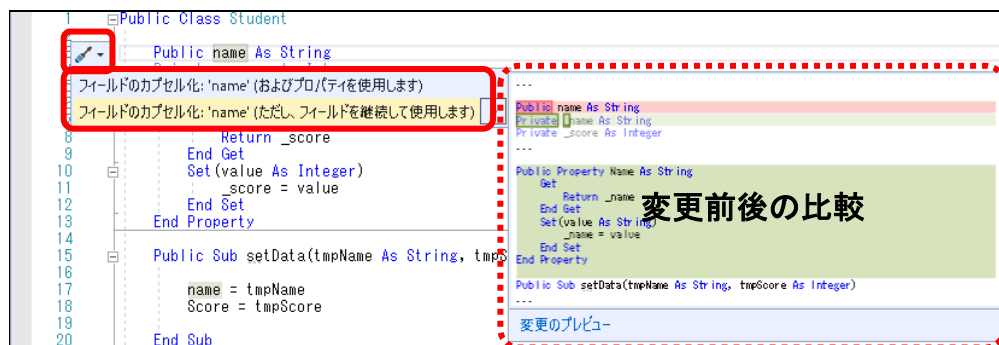 1 Public Class Student
Public name As String
フィールドのカプセル化: 'name' (およびプロパティを使用します)
フィールドのカプセル化: 'name' (ただし、フィールドを継続して使用します)
8 Return _score
9 End Get
10 Set(value As Integer)
11 _score = value
12 End Set
13 End Property
14
15 Public Sub setData(tmpName As String, tmpS
16
17 name = tmpName
18 Score = tmpScore
19
20 End Sub
...
Public name As String
Private _name As String
Private _score As Integer
...
Public Property Name As String
Get
Return _name
End Get
Set(value As String)
_name = value
End Set
End Property
変更前後の比較
Public Sub setData(tmpName As String, tmpScore As Integer)
...
変更のプレビュー